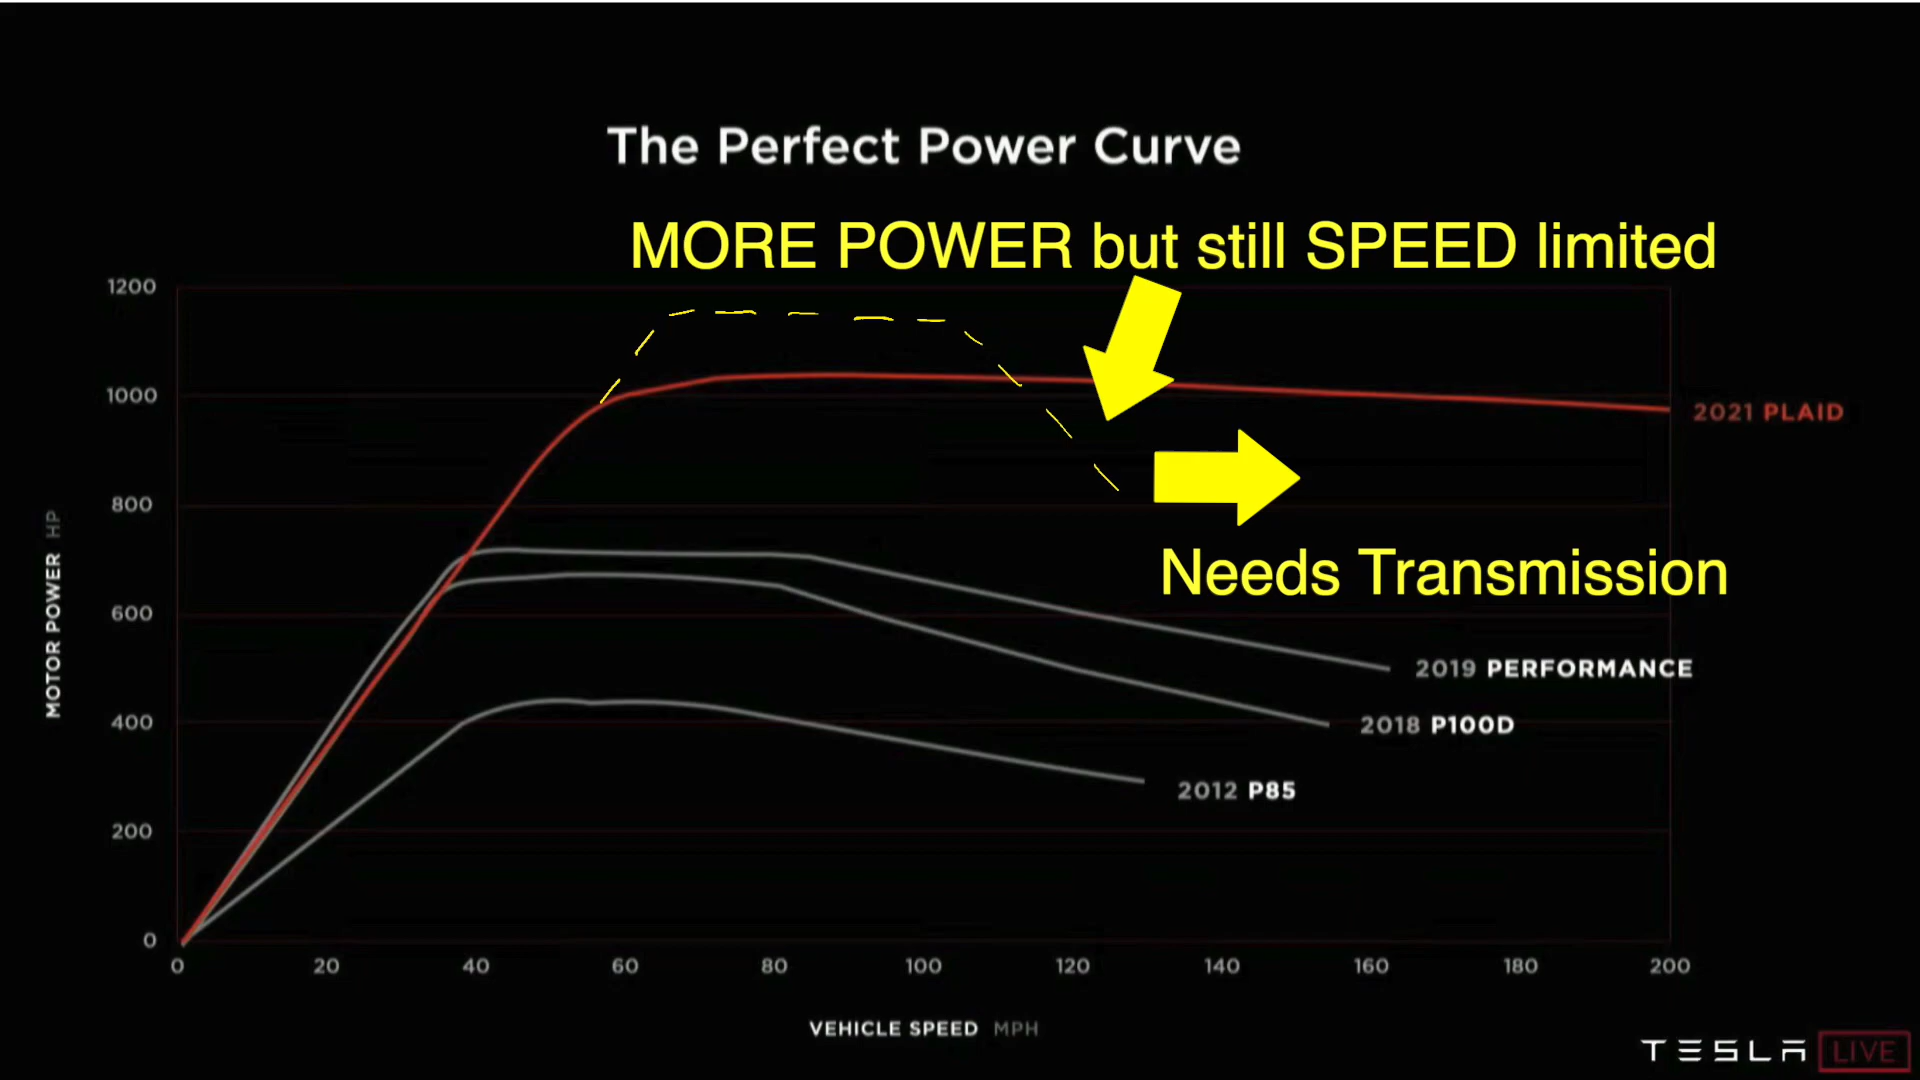 The Perfect Power Curve
MORE POWER but still SPEED limited
1200
1000
2021 PLAID
800
MOTOR POWER HP
Needs Transmission
600
2019 PERFORMANCE
400
2018 P100D
2012 P85
200
0
0 20 40 60 80 100 120 140 160 180 200
VEHICLE SPEED MPH
TESLA LIVE